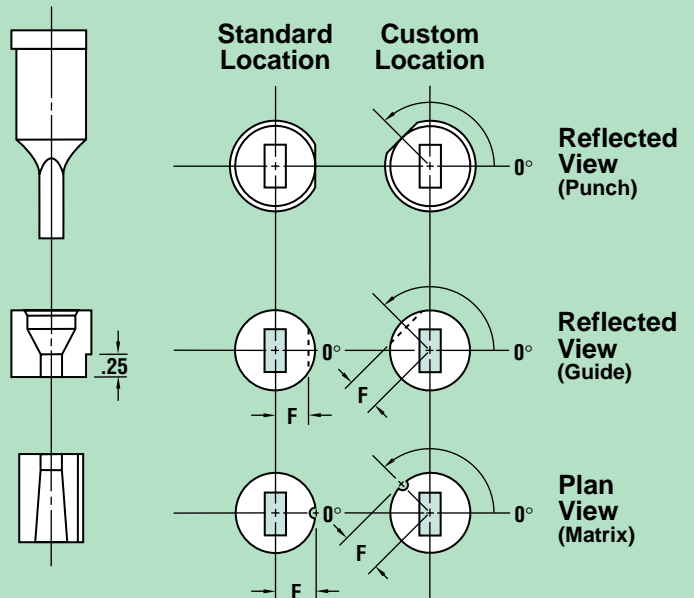 Standard
Location
Custom
Location
0°
Reflected
View
(Punch)
.25
0°
F
F
0°
Reflected
View
(Guide)
0°
F
F
0°
Plan
View
(Matrix)